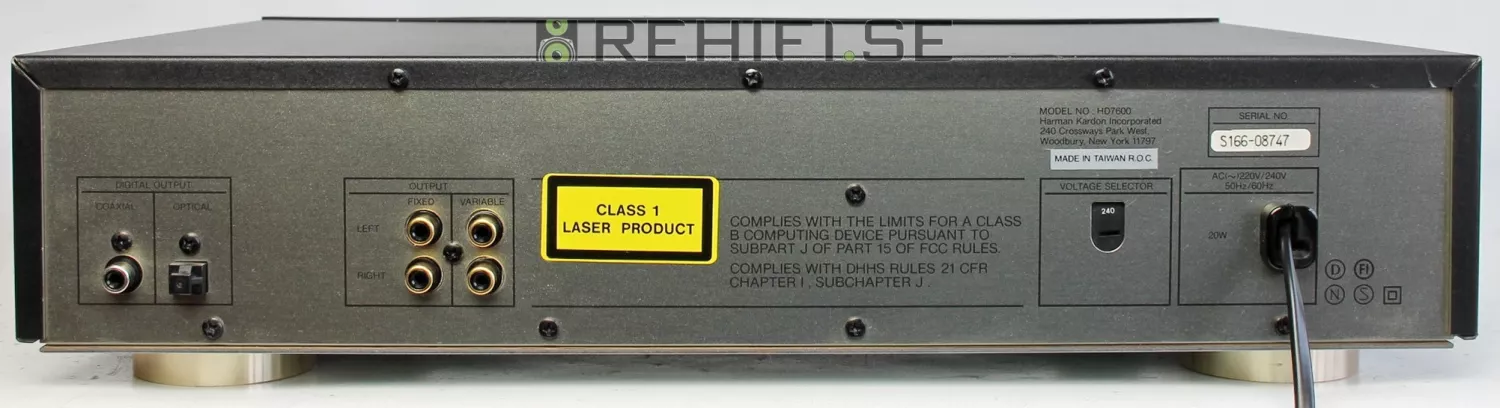 REHIFI.SE
MODEL NO. HD7600
Harman Kardon Incorporated
240 Crossways Park West,
Woodbury, New York 11797
MADE IN TAIWAN R.O.C.
SERIAL NO.
S166-08747
DIGITAL OUTPUT
COAXIAL
OPTICAL
OUTPUT
FIXED
VARIABLE
LEFT
RIGHT
CLASS 1
LASER PRODUCT
COMPLIES WITH THE LIMITS FOR A CLASS
B COMPUTING DEVICE PURSUANT TO
SUBPART J OF PART 15 OF FCC RULES.
COMPLIES WITH DHHS RULES 21 CFR
CHAPTER I, SUBCHAPTER J.
VOLTAGE SELECTOR
240
AC∼/220V/240V
50Hz/60Hz
20W
D FI
N S